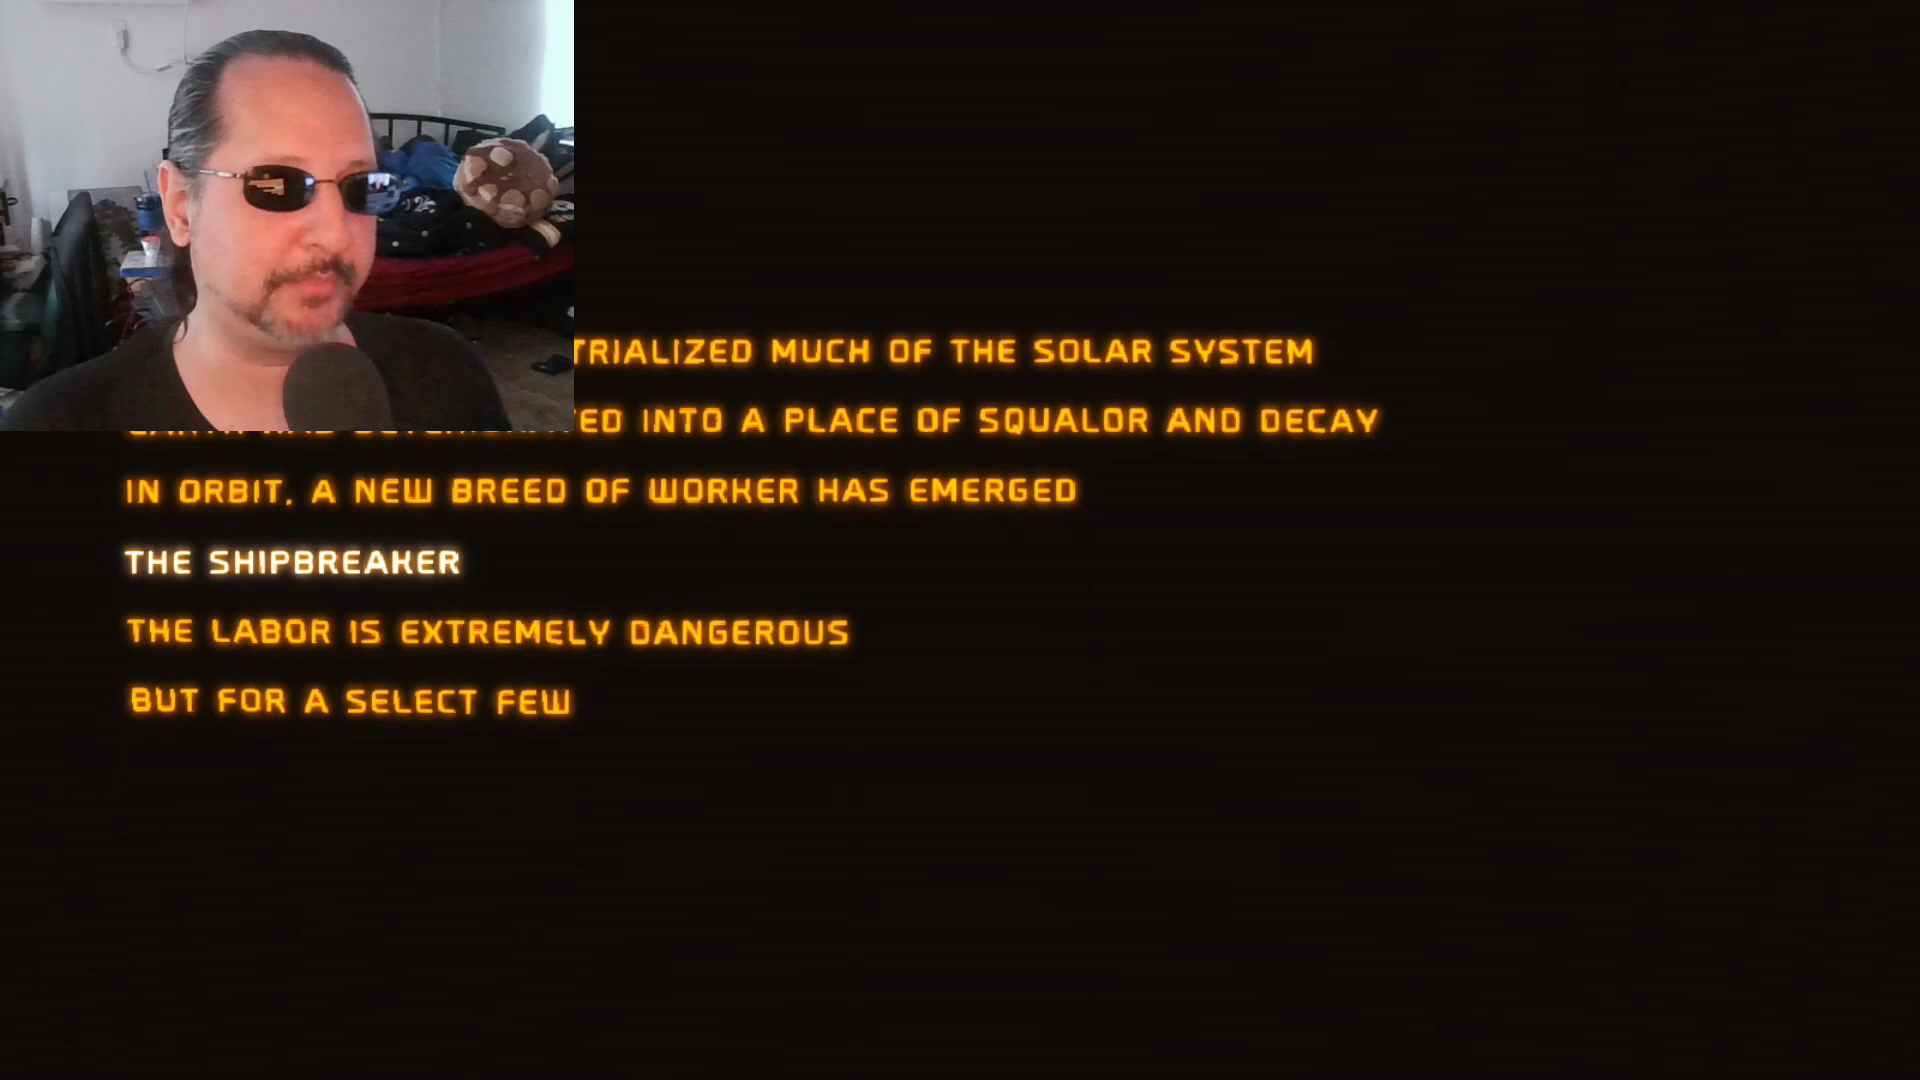 TRIALIZED MUCH OF THE SOLAR SYSTEM
TED INTO A PLACE OF SQUALOR AND DECAY
IN ORBIT, A NEW BREED OF WORKER HAS EMERGED
THE SHIPBREAKER
THE LABOR IS EXTREMELY DANGEROUS
BUT FOR A SELECT FEW